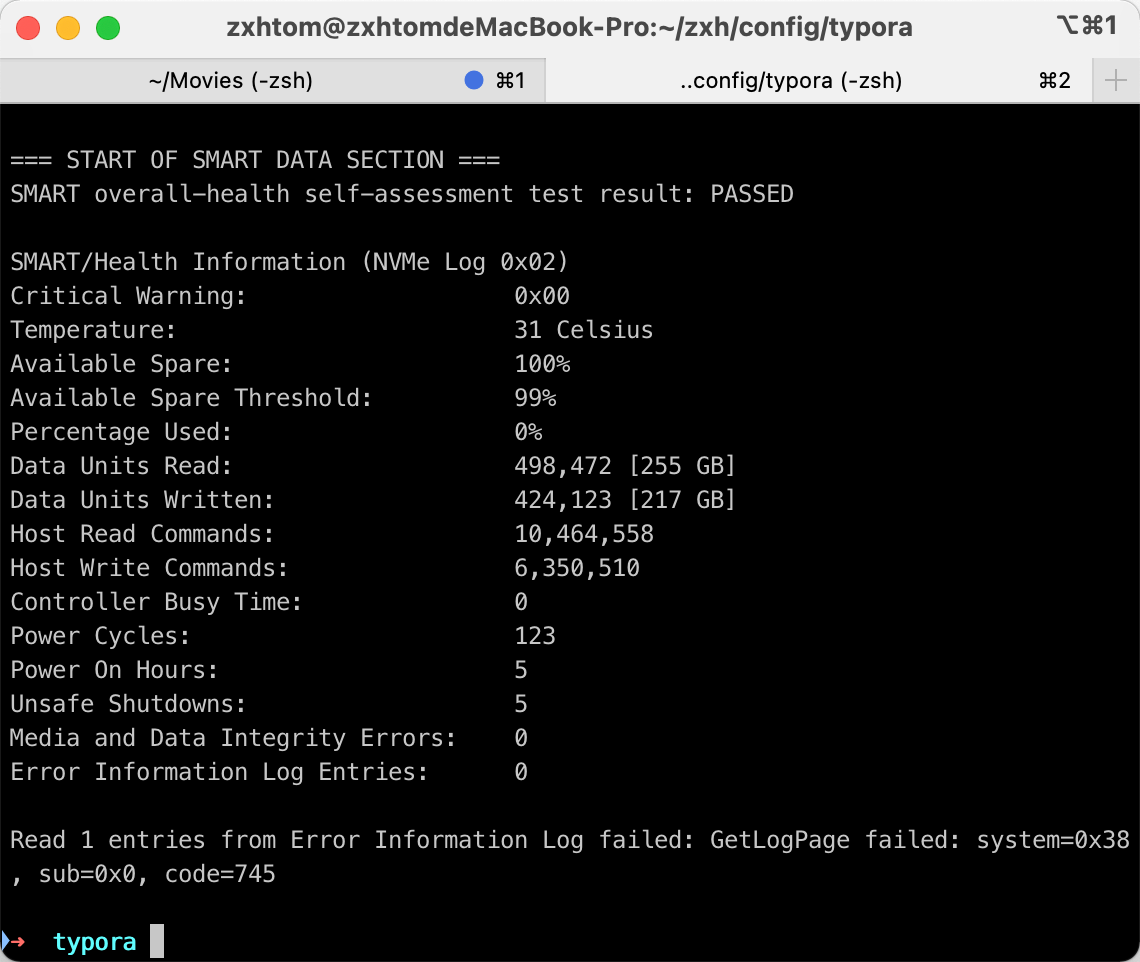 zxhtom@zxhtomdeMacBook-Pro:~/zxh/config/typora ⌥⌘1
~/Movies (-zsh) ⌘1 ..config/typora (-zsh) ⌘2 +
=== START OF SMART DATA SECTION ===
SMART overall-health self-assessment test result: PASSED
SMART/Health Information (NVMe Log 0x02)
Critical Warning: 0x00
Temperature: 31 Celsius
Available Spare: 100%
Available Spare Threshold: 99%
Percentage Used: 0%
Data Units Read: 498,472 [255 GB]
Data Units Written: 424,123 [217 GB]
Host Read Commands: 10,464,558
Host Write Commands: 6,350,510
Controller Busy Time: 0
Power Cycles: 123
Power On Hours: 5
Unsafe Shutdowns: 5
Media and Data Integrity Errors: 0
Error Information Log Entries: 0
Read 1 entries from Error Information Log failed: GetLogPage failed: system=0x38
, sub=0x0, code=745
➜ typora